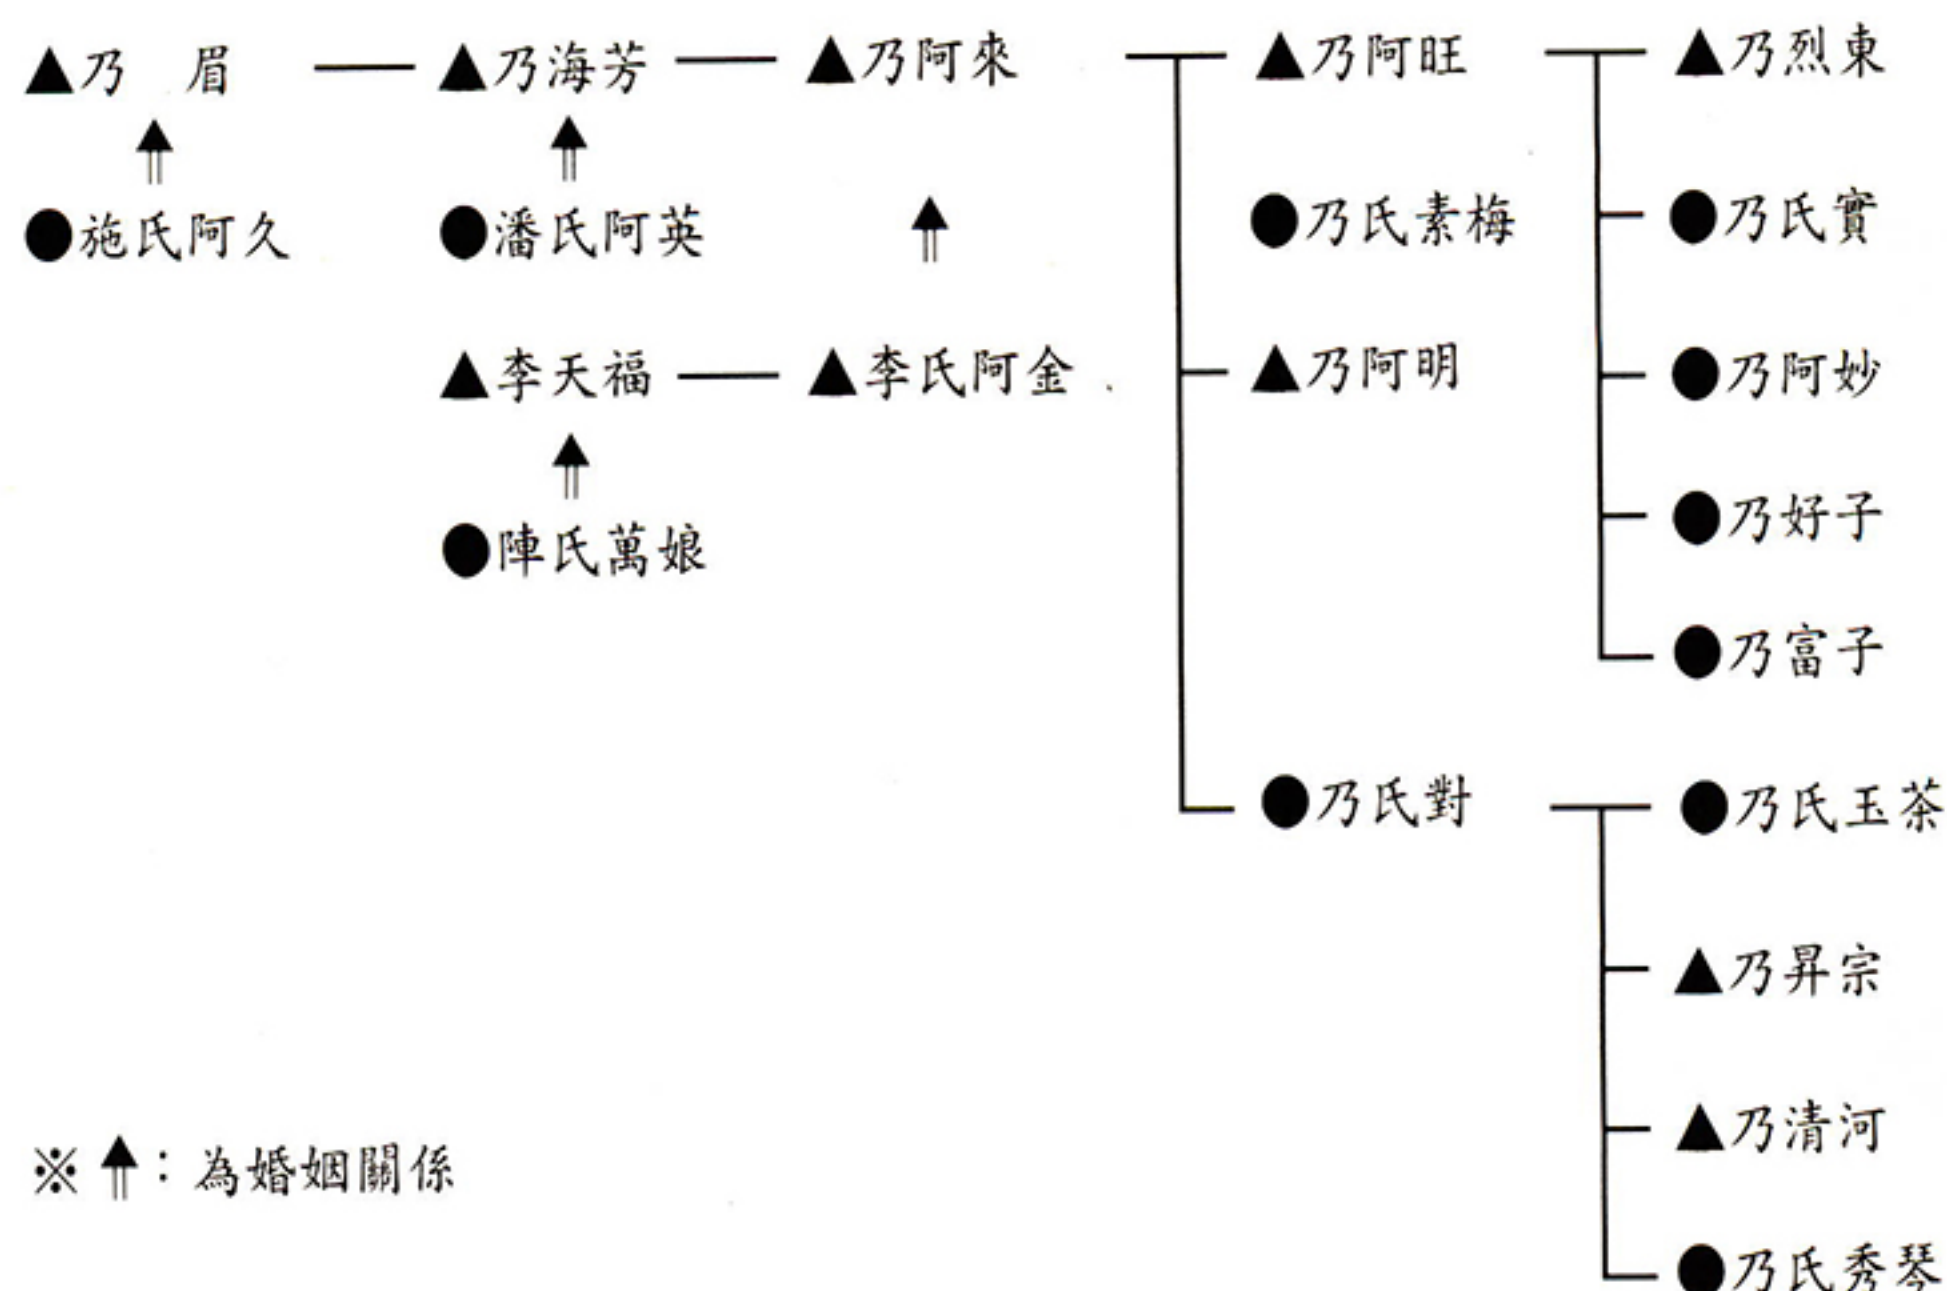 ▲乃 眉 ▲乃海芳 ▲乃阿來 ▲乃阿旺 ▲乃烈東
●施氏阿久 ●潘氏阿英 ●乃氏素梅 ●乃氏實
▲李天福 ▲李氏阿金 ▲乃阿明 ●乃阿妙
●陣氏萬娘 ●乃好子
●乃富子
●乃氏對 ●乃氏玉茶
▲乃昇宗
▲乃清河
※ : 為婚姻關係
●乃氏秀琴